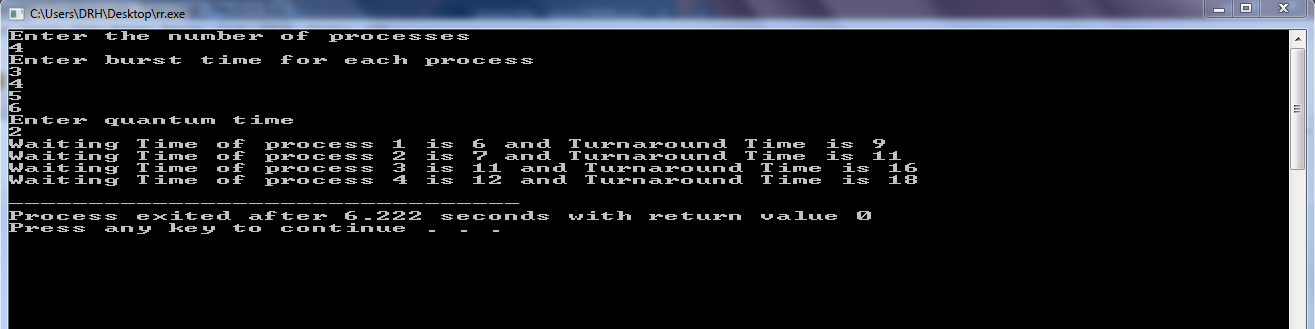 C:\Users\DRH\Desktop\rr.exe
Enter the number of processes
4
Enter burst time for each process
3
4
5
6
Enter quantum time
2
Waiting Time of process 1 is 6 and Turnaround Time is 9
Waiting Time of process 2 is 7 and Turnaround Time is 11
Waiting Time of process 3 is 11 and Turnaround Time is 16
Waiting Time of process 4 is 12 and Turnaround Time is 18
--------------------------------
Process exited after 6.222 seconds with return value 0
Press any key to continue . . .